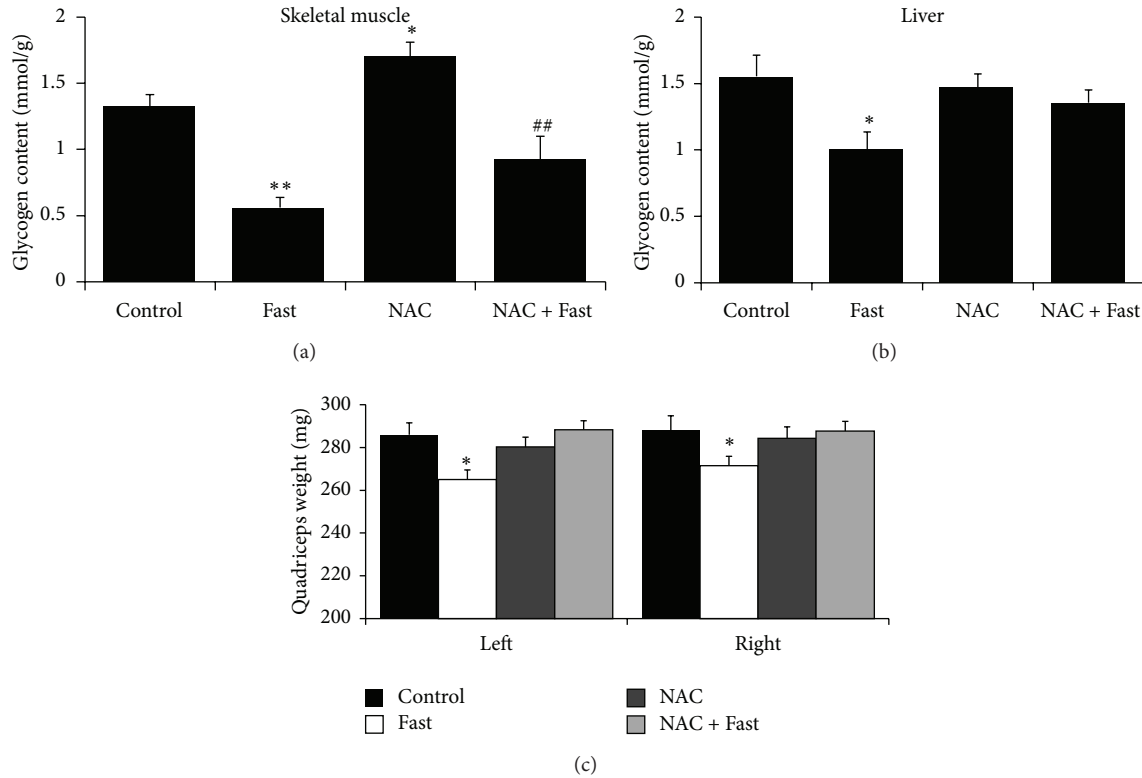 Skeletal muscle
Glycogen content (mmol/g)
2
1.5
1
0.5
0
*
**
##
Control Fast NAC NAC + Fast
(a)
Liver
Glycogen content (mmol/g)
2
1.5
1
0.5
0
*
Control Fast NAC NAC + Fast
(b)
Quadriceps weight (mg)
300
280
260
240
220
200
*
*
Left Right
Control
Fast
NAC
NAC + Fast
(c)